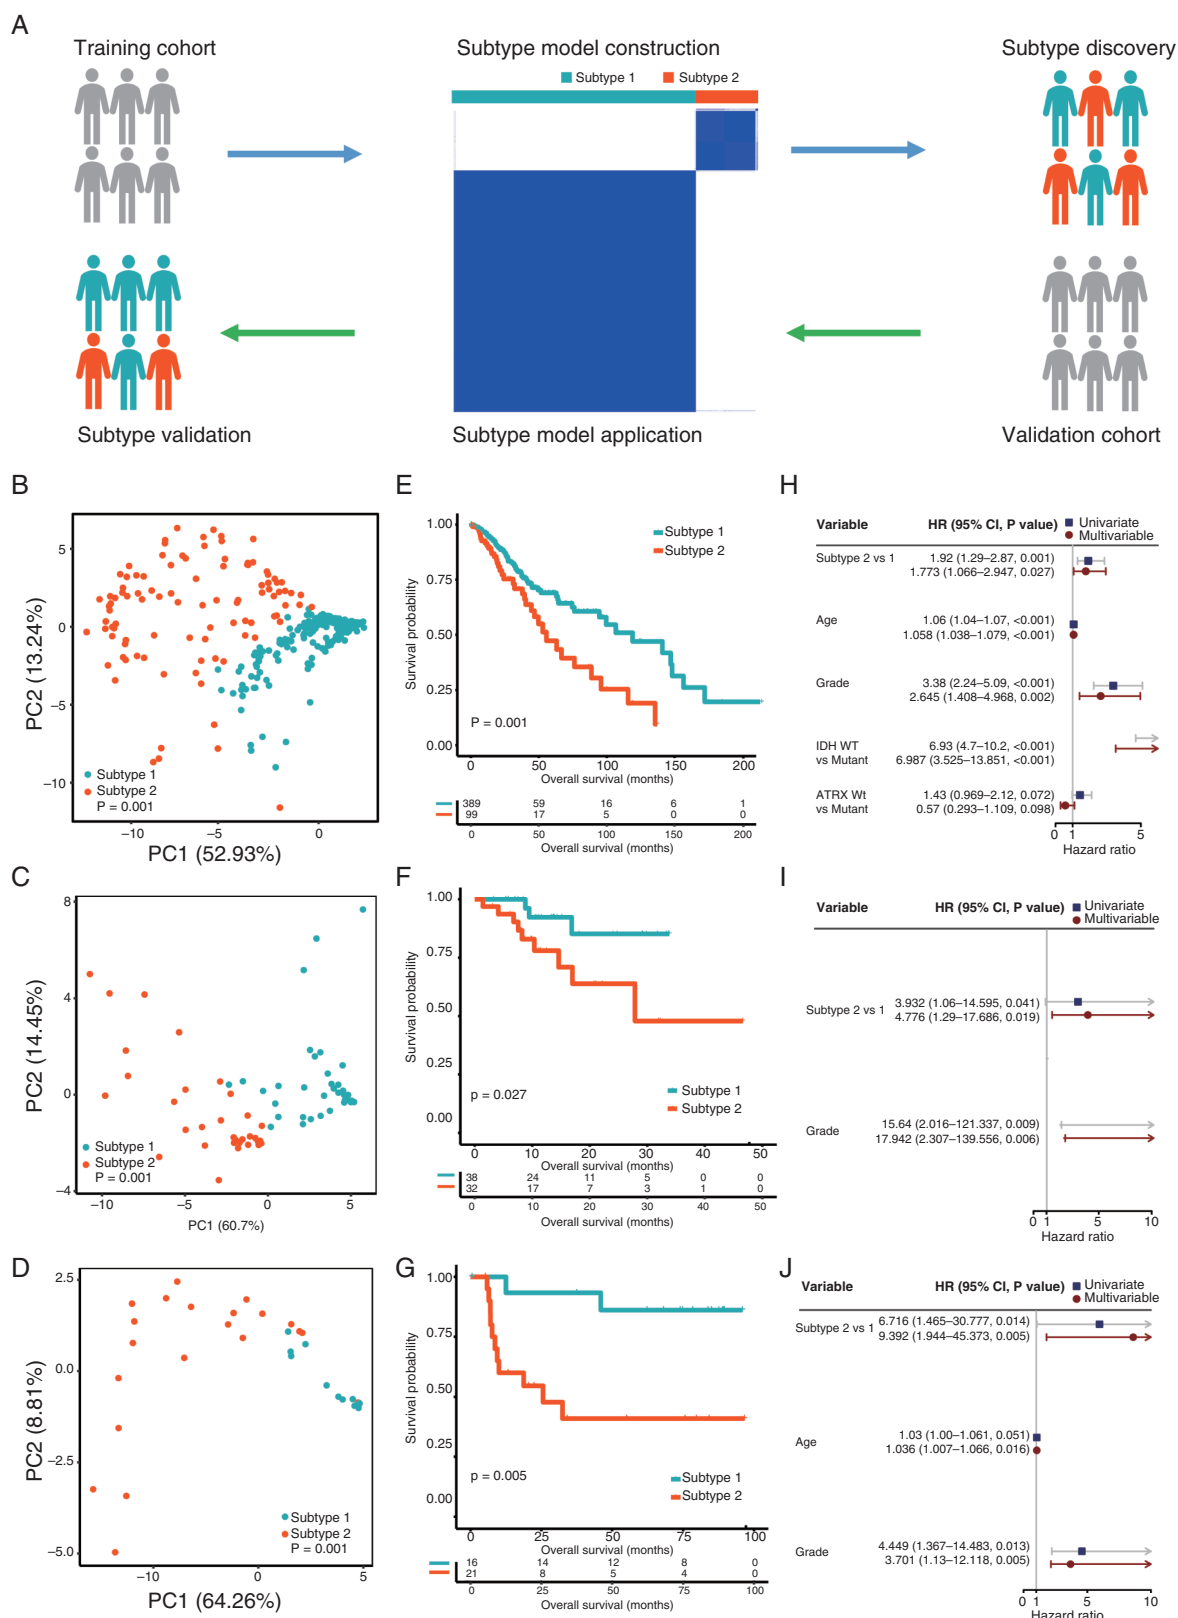 A
Training cohort
Subtype model construction
Subtype discovery
Subtype 1
Subtype 2
Subtype validation
Subtype model application
Validation cohort
B
PC2 (13.24%)
5
0
−5
−10
Subtype 1
Subtype 2
P = 0.001
−10
−5
0
PC1 (52.93%)
E
Survival probability
1.00
0.75
0.50
0.25
0.00
Subtype 1
Subtype 2
P = 0.001
0
50
100
150
200
Overall survival (months)
389
59
16
6
1
99
17
5
0
0
0
50
100
150
200
Overall survival (months)
H
Variable
HR (95% CI, P value)
Univariate
Multivariable
Subtype 2 vs 1
1.92 (1.29–2.87, 0.001)
1.773 (1.066–2.947, 0.027)
Age
1.06 (1.04–1.07, <0.001)
1.058 (1.038–1.079, <0.001)
Grade
3.38 (2.24–5.09, <0.001)
2.645 (1.408–4.968, 0.002)
IDH WT
vs Mutant
6.93 (4.7–10.2, <0.001)
6.987 (3.525–13.851, <0.001)
ATRX Wt
vs Mutant
1.43 (0.969–2.12, 0.072)
0.57 (0.293–1.109, 0.098)
0
1
5
Hazard ratio
C
PC2 (14.45%)
8
4
0
−4
Subtype 1
Subtype 2
P = 0.001
−10
−5
0
5
PC1 (60.7%)
F
Survival probability
1.00
0.75
0.50
0.25
0.00
p = 0.027
Subtype 1
Subtype 2
0
10
20
30
40
50
Overall survival (months)
38
24
11
5
0
0
32
17
7
3
1
0
0
10
20
30
40
50
Overall survival (months)
I
Variable
HR (95% CI, P value)
Univariate
Multivariable
Subtype 2 vs 1
3.932 (1.06–14.595, 0.041)
4.776 (1.29–17.686, 0.019)
Grade
15.64 (2.016–121.337, 0.009)
17.942 (2.307–139.556, 0.006)
0
1
5
10
Hazard ratio
D
PC2 (8.81%)
2.5
0.0
−2.5
−5.0
Subtype 1
Subtype 2
P = 0.001
−10
0
5
PC1 (64.26%)
G
Survival probability
1.00
0.75
0.50
0.25
0.00
p = 0.005
Subtype 1
Subtype 2
0
25
50
75
100
Overall survival (months)
16
14
12
8
0
21
8
5
4
0
0
25
50
75
100
Overall survival (months)
J
Variable
HR (95% CI, P value)
Univariate
Multivariable
Subtype 2 vs 1
6.716 (1.465–30.777, 0.014)
9.392 (1.944–45.373, 0.005)
Age
1.03 (1.00–1.061, 0.051)
1.036 (1.007–1.066, 0.016)
Grade
4.449 (1.367–14.483, 0.013)
3.701 (1.13–12.118, 0.005)
0
1
5
10
Hazard ratio